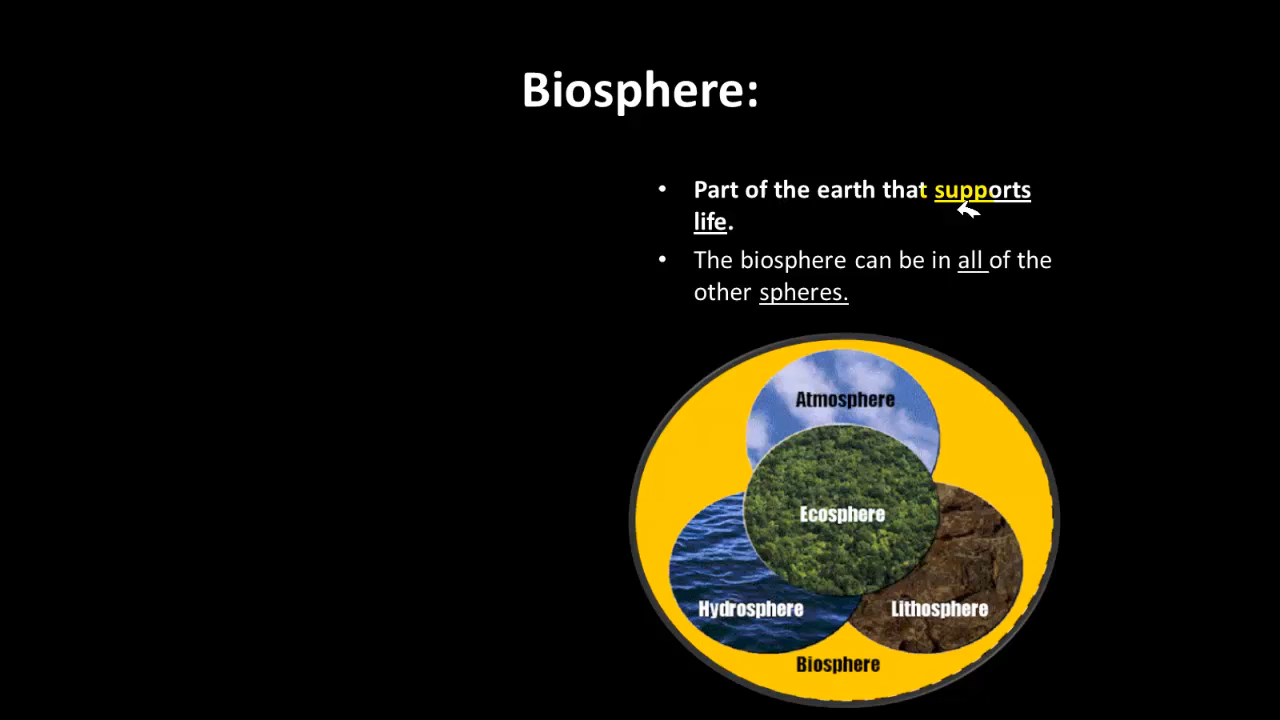 Biosphere:
• Part of the earth that supports
life.
• The biosphere can be in all of the
other spheres.
Atmosphere
Ecosphere
Hydrosphere
Lithosphere
Biosphere